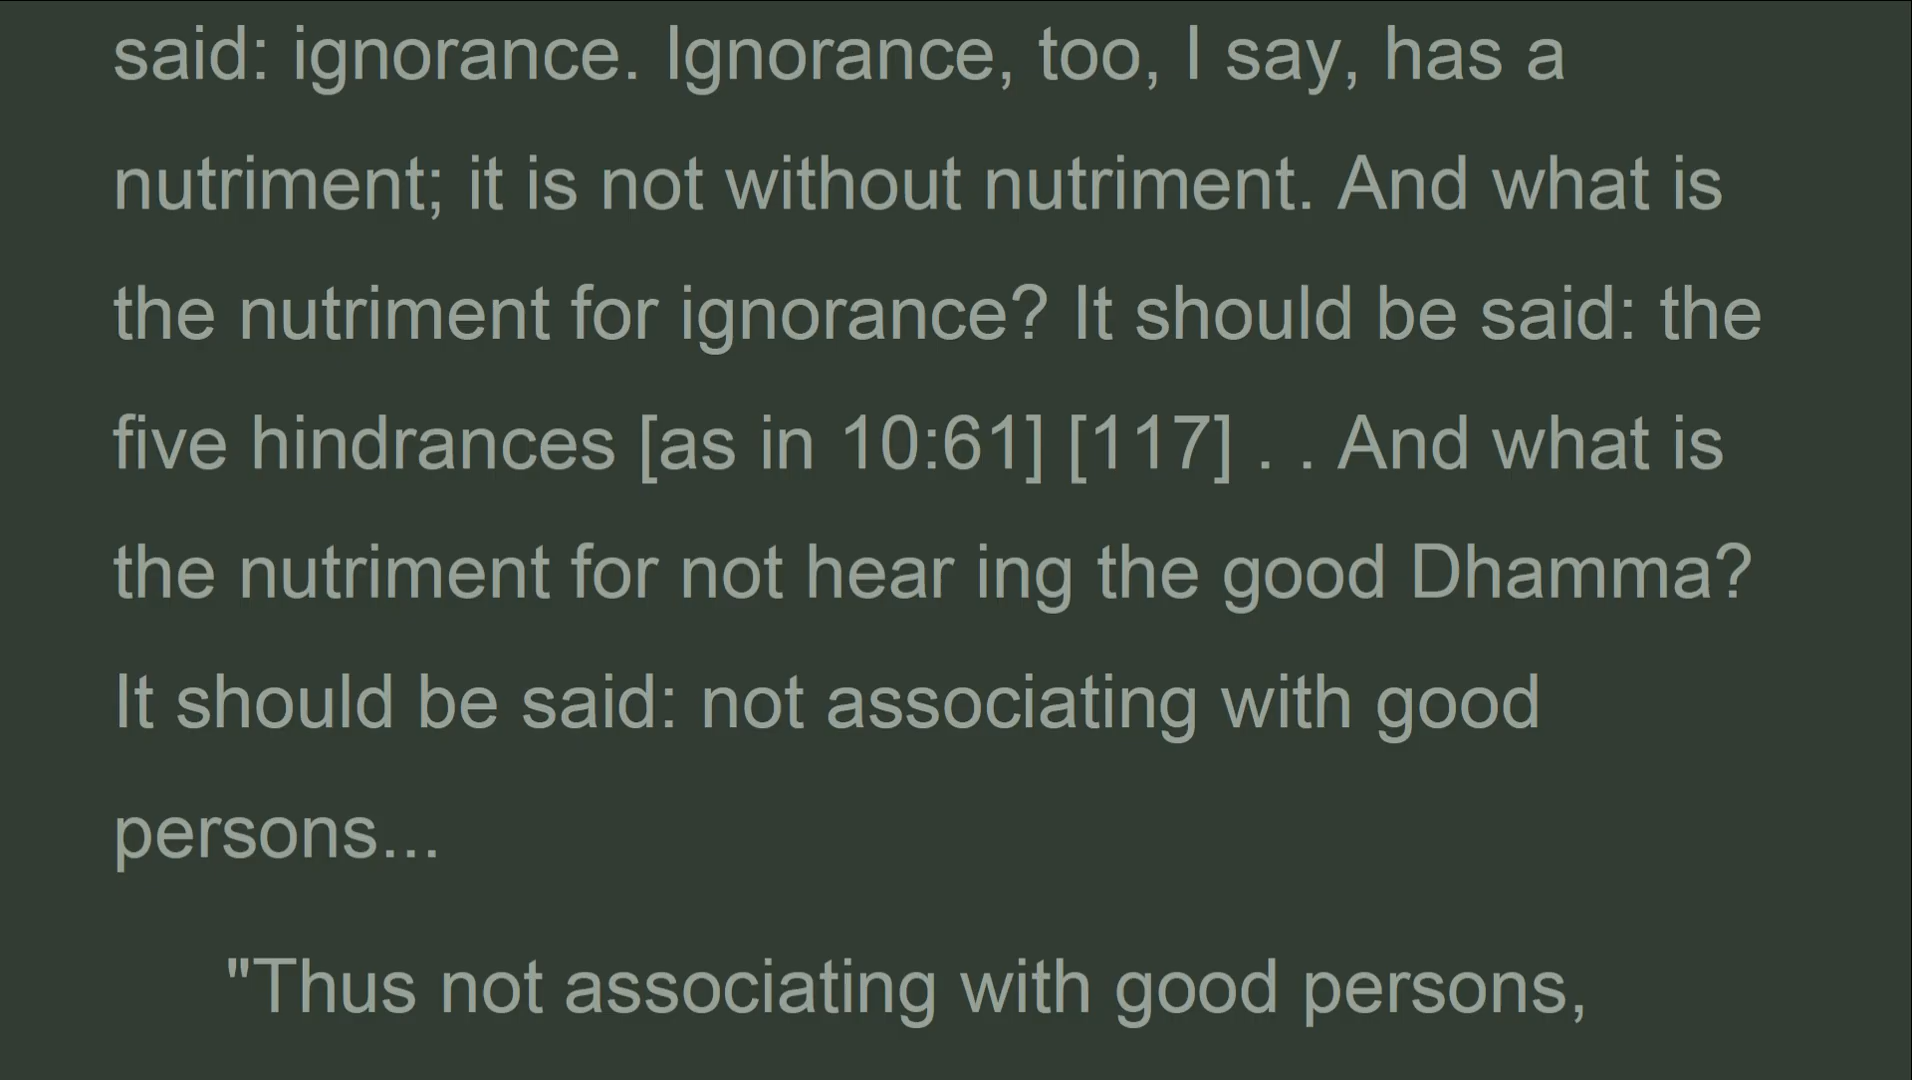 said: ignorance. Ignorance, too, I say, has a
nutriment; it is not without nutriment. And what is
the nutriment for ignorance? It should be said: the
five hindrances [as in 10:61] [117] . . And what is
the nutriment for not hear ing the good Dhamma?
It should be said: not associating with good
persons...
"Thus not associating with good persons,